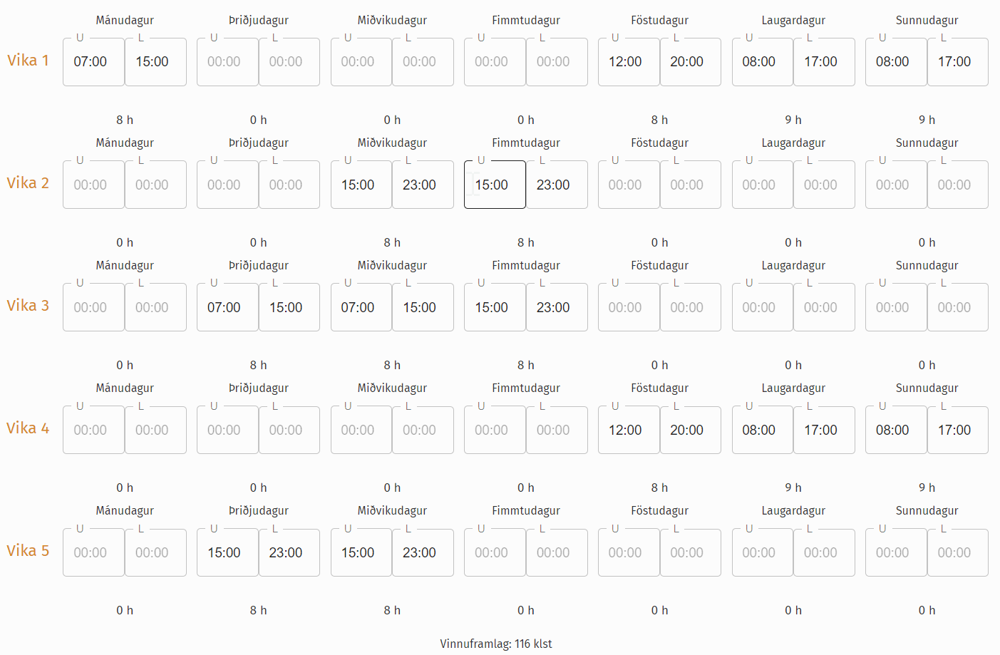 Mánudagur Þriðjudagur Miðvikudagur Fimmtudagur Föstudagur Laugardagur Sunnudagur
U L U L U L U L U L U L U L
Vika 1 07:00 15:00 00:00 00:00 00:00 00:00 00:00 00:00 12:00 20:00 08:00 17:00 08:00 17:00
8 h 0 h 0 h 0 h 8 h 9 h 9 h
Mánudagur Þriðjudagur Miðvikudagur Fimmtudagur Föstudagur Laugardagur Sunnudagur
U L U L U L U L U L U L U L
Vika 2 00:00 00:00 00:00 00:00 15:00 23:00 15:00 23:00 00:00 00:00 00:00 00:00 00:00 00:00
0 h 0 h 8 h 8 h 0 h 0 h 0 h
Mánudagur Þriðjudagur Miðvikudagur Fimmtudagur Föstudagur Laugardagur Sunnudagur
U L U L U L U L U L U L U L
Vika 3 00:00 00:00 07:00 15:00 07:00 15:00 15:00 23:00 00:00 00:00 00:00 00:00 00:00 00:00
0 h 8 h 8 h 8 h 0 h 0 h 0 h
Mánudagur Þriðjudagur Miðvikudagur Fimmtudagur Föstudagur Laugardagur Sunnudagur
U L U L U L U L U L U L U L
Vika 4 00:00 00:00 00:00 00:00 00:00 00:00 00:00 00:00 12:00 20:00 08:00 17:00 08:00 17:00
0 h 0 h 0 h 0 h 8 h 9 h 9 h
Mánudagur Þriðjudagur Miðvikudagur Fimmtudagur Föstudagur Laugardagur Sunnudagur
U L U L U L U L U L U L U L
Vika 5 00:00 00:00 15:00 23:00 15:00 23:00 00:00 00:00 00:00 00:00 00:00 00:00 00:00 00:00
0 h 8 h 8 h 0 h 0 h 0 h 0 h
Vinnuframlag: 116 klst